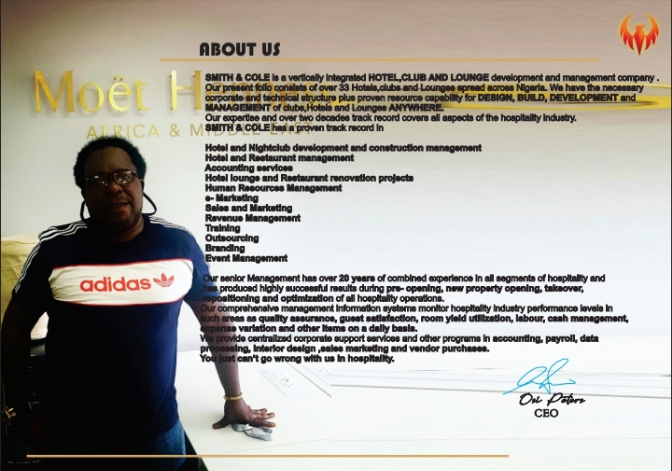 ABOUT US
Moët H
AFRICA & MIDDLE EAST
SMITH & COLE is a vertically integrated HOTEL,CLUB AND LOUNGE development and management company .
Our present folio consists of over 33 Hotels,clubs and Lounges spread across Nigeria. We have the necessary
corporate and technical structure plus proven resource capability for DESIGN, BUILD, DEVELOPMENT and
MANAGEMENT of clubs,Hotels and Lounges ANYWHERE.
Our experties and over two decades track record covers all aspects of the hospitality industry.
SMITH & COLE has a proven track record in
Hotel and Nightclub development and construction management
Hotel and Restaurant management
Accounting services
Hotel lounge and Restaurant renovation projects
Human Resources Management
e- Marketing
Sales and Marketing
Revenue Management
Training
Outsourcing
Branding
Event Management
adidas
Our senior Management has over 20 years of combined experience in all segments of hospitality and
has produced highly successful results during pre- opening, new property opening, takeover,
repositioning and optimization of all hospitality operations.
Our comprehensive management information systems monitor hospitality industry performance levels in
such areas as quality assurance, guest satisfaction, room yield utilization, labour, cash management,
expense variation and other items on a daily basis.
We provide centralized corporate support services and other programs in accounting, payroll, data
processing, interior design ,sales marketing and vendor purchases.
You just can't go wrong with us in hospitality.
Osi Peters
CEO